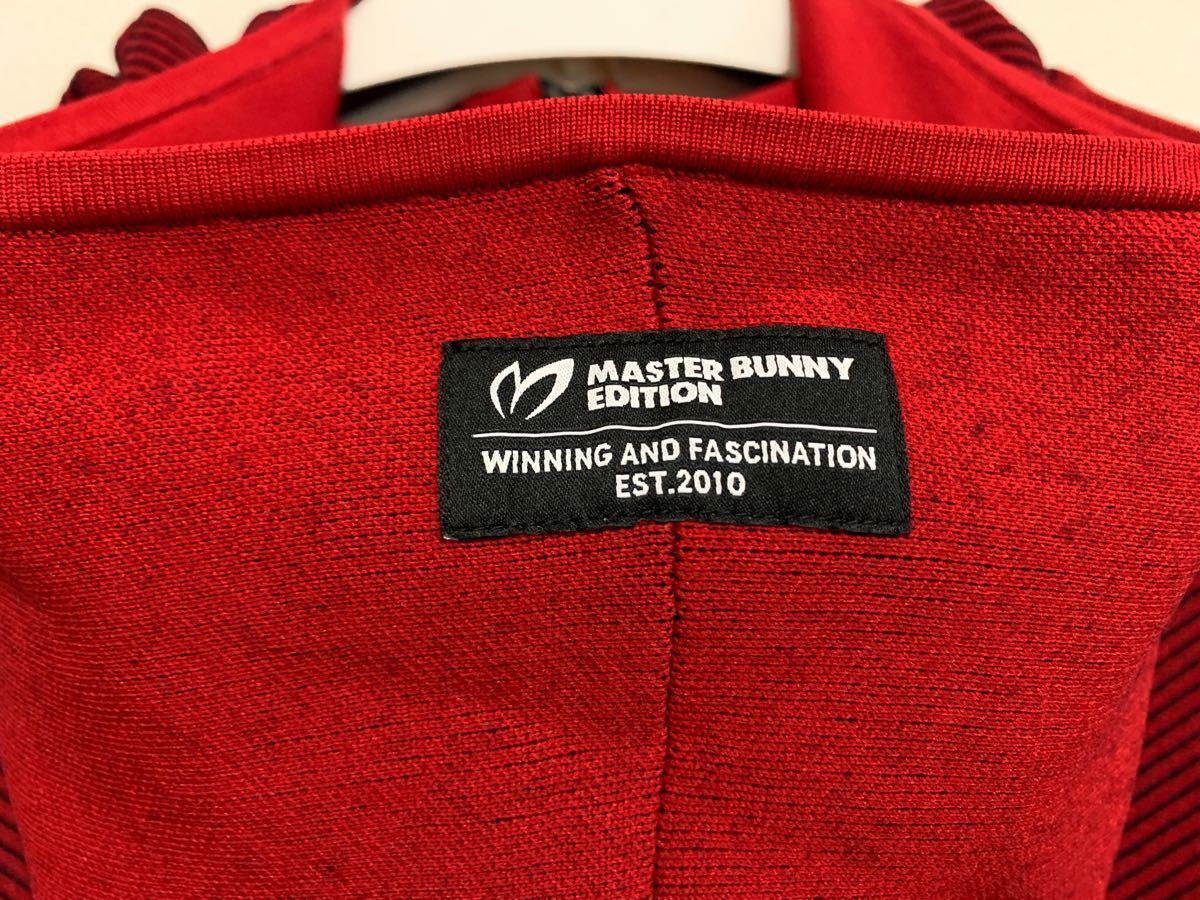 MASTER BUNNY
EDITION
WINNING AND FASCINATION
EST.2010